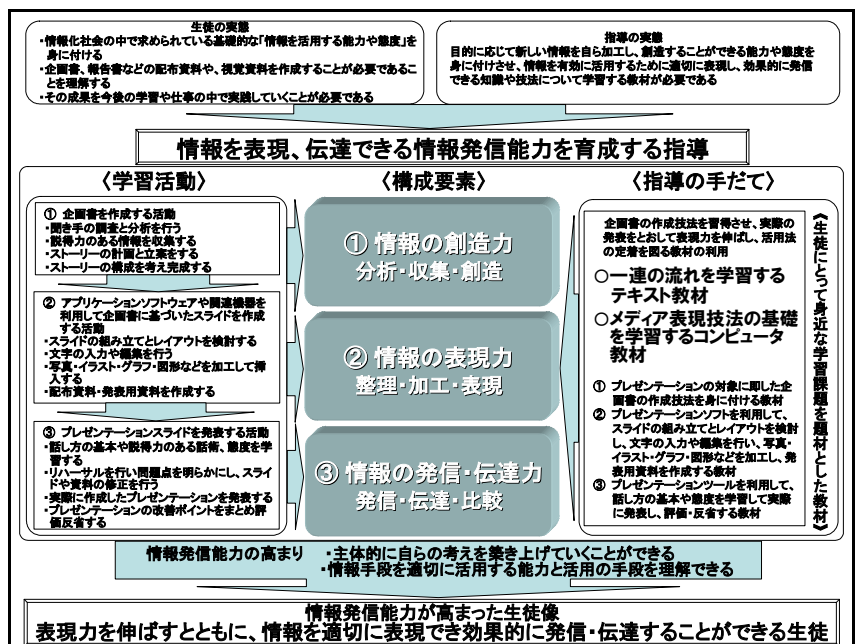 生徒の実態
・情報化社会の中で求められている基礎的な「情報を活用する能力や態度」を
身に付ける
・企画書、報告書などの配布資料や、視覚資料を作成することが必要であるこ
とを理解する
・その成果を今後の学習や仕事の中で実践していくことが必要である
指導の実態
目的に応じて新しい情報を自ら加工し、創造することができる能力や態度を
身に付けさせ、情報を有効に活用するために適切に表現し、効果的に発信
できる知識や技法について学習する教材が必要である
情報を表現、伝達できる情報発信能力を育成する指導
〈学習活動〉
① 企画書を作成する活動
・聞き手の調査と分析を行う
・説得力のある情報を収集する
・ストーリーの計画と立案をする
・ストーリーの構成を考え完成する
② アプリケーションソフトウェアや関連機器を
利用して企画書に基づいたスライドを作成
する活動
・スライドの組み立てとレイアウトを検討する
・文字の入力や編集を行う
・写真・イラスト・グラフ・図形などを加工して挿
入する
・配布資料・発表用資料を作成する
③ プレゼンテーションスライドを発表する活動
・話し方の基本や説得力のある話術、態度を学
習する
・リハーサルを行い問題点を明らかにし、スライ
ドや資料の修正を行う
・実際に作成したプレゼンテーションを発表する
・プレゼンテーションの改善ポイントをまとめ評
価反省する
〈構成要素〉
① 情報の創造力
分析・収集・創造
② 情報の表現力
整理・加工・表現
③ 情報の発信・伝達力
発信・伝達・比較
〈指導の手だて〉
企画書の作成技法を習得させ、実際の
発表をとおして表現力を伸ばし、活用法
の定着を図る教材の利用
○一連の流れを学習する
テキスト教材
○メディア表現技法の基礎
を学習するコンピュータ
教材
① プレゼンテーションの対象に即した企
画書の作成技法を身に付ける教材
② プレゼンテーションソフトを利用して、
スライドの組み立てとレイアウトを検討
し、文字の入力や編集を行い、写真・
イラスト・グラフ・図形などを加工し、発
表用資料を作成する教材
③ プレゼンテーションツールを利用して、
話し方の基本や態度を学習して実際
に発表し、評価・反省する教材
《生徒にとって身近な学習課題を題材とした教材》
情報発信能力の高まり ・主体的に自らの考えを築き上げていくことができる
・情報手段を適切に活用する能力と活用の手段を理解できる
情報発信能力が高まった生徒像
表現力を伸ばすとともに、情報を適切に表現でき効果的に発信・伝達することができる生徒